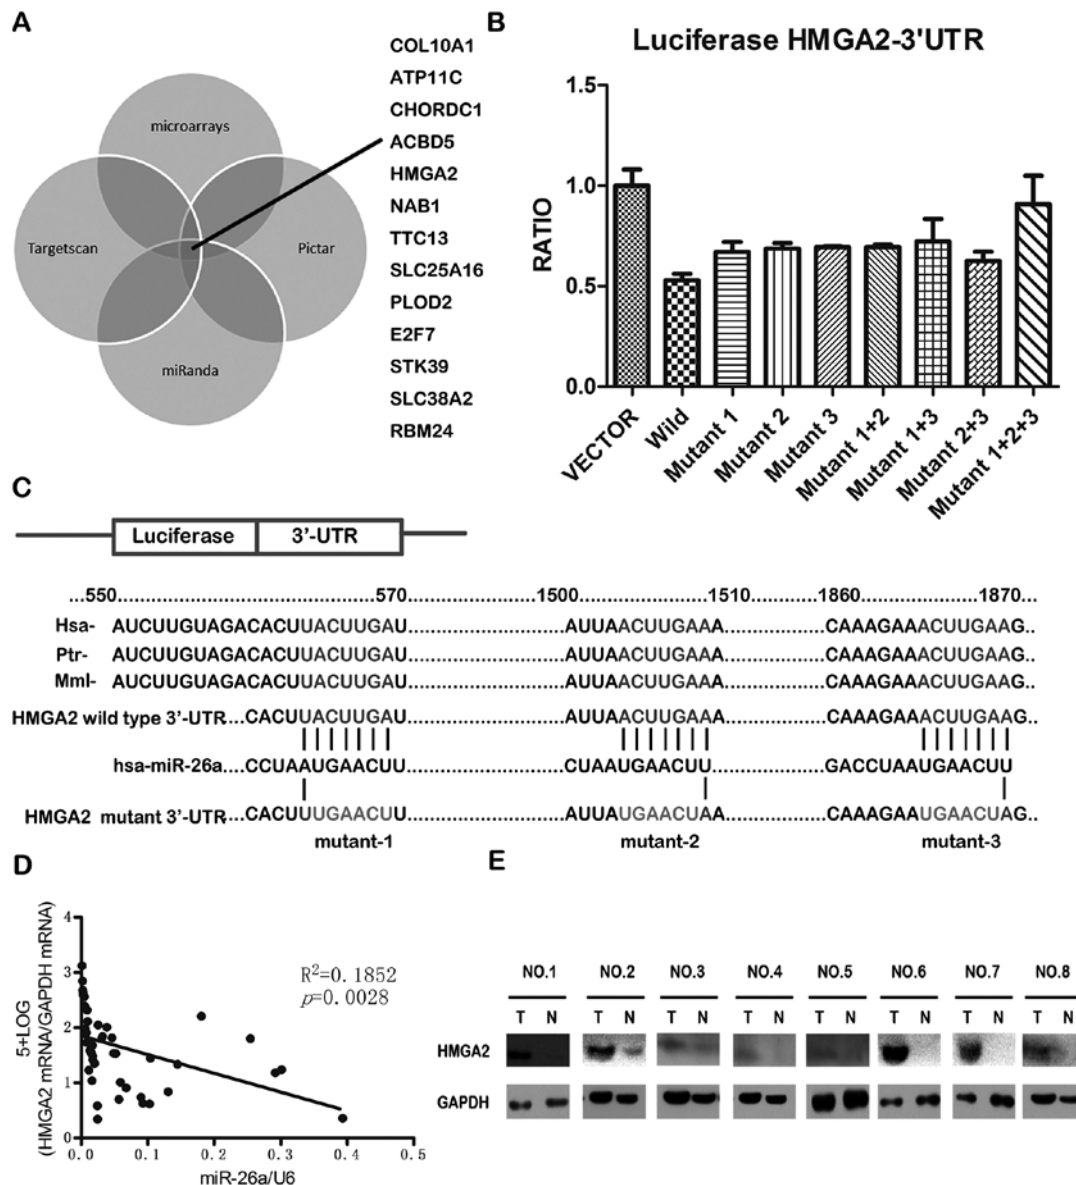 A
microarrays
Targetscan
Pictar
miRanda
COL10A1
ATP11C
CHORDC1
ACBD5
HMGA2
NAB1
TTC13
SLC25A16
PLOD2
E2F7
STK39
SLC38A2
RBM24
B
Luciferase HMGA2-3'UTR
RATIO
1.5
1.0
0.5
0.0
VECTOR
Wild
Mutant 1
Mutant 2
Mutant 3
Mutant 1+2
Mutant 1+3
Mutant 2+3
Mutant 1+2+3
C
Luciferase 3'-UTR
...550...............................570...................1500..................1510..........1860.................1870...
Hsa- AUCUUGUAGACACUUACUUGAU....................AUUAACUUGAAA.............CAAAGAAACUUGAAG..
Ptr- AUCUUGUAGACACUUACUUGAU....................AUUAACUUGAAA.............CAAAGAAACUUGAAG..
Mml- AUCUUGUAGACACUUACUUGAU....................AUUAACUUGAAA.............CAAAGAAACUUGAAG..
HMGA2 wild type 3'-UTR ...CACUUACUUGAU....................AUUAACUUGAAA.............CAAAGAAACUUGAAG..
hsa-miR-26a....CCUAAUGAACUU....................CUAAUGAACUU.............GACCUAAUGAACUU
HMGA2 mutant 3'-UTR ...CACUUUGAACUU....................AUUAUGAACUAA.............CAAAGAAUGAACUAG..
mutant-1 mutant-2 mutant-3
D
5+LOG
(HMGA2 mRNA/GAPDH mRNA)
4
3
2
1
0
R²=0.1852
p=0.0028
0.0 0.1 0.2 0.3 0.4 0.5
miR-26a/U6
E
NO.1 NO.2 NO.3 NO.4 NO.5 NO.6 NO.7 NO.8
T N T N T N T N T N T N T N T N
HMGA2
GAPDH